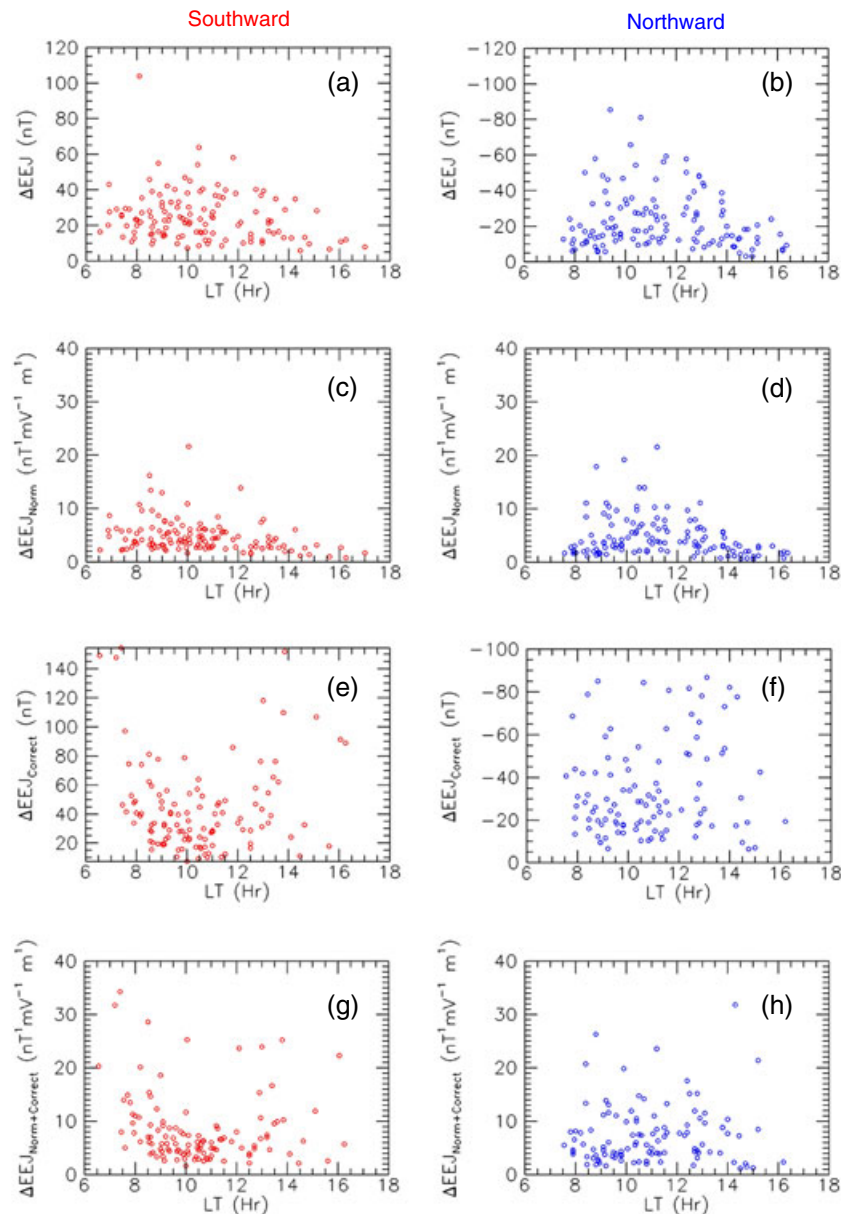 Southward
Northward
120
100
80
60
40
20
0
ΔEEJ (nT)
(a)
6 8 10 12 14 16 18
LT (Hr)
-120
-100
-80
-60
-40
-20
0
ΔEEJ (nT)
(b)
6 8 10 12 14 16 18
LT (Hr)
40
30
20
10
0
ΔEEJNorm (nT¹mV⁻¹ m¹)
(c)
6 8 10 12 14 16 18
LT (Hr)
40
30
20
10
0
ΔEEJNorm (nT¹mV⁻¹ m¹)
(d)
6 8 10 12 14 16 18
LT (Hr)
140
120
100
80
60
40
20
ΔEEJCorrect (nT)
(e)
6 8 10 12 14 16 18
LT (Hr)
-100
-80
-60
-40
-20
0
ΔEEJCorrect (nT)
(f)
6 8 10 12 14 16 18
LT (Hr)
40
30
20
10
0
ΔEEJNorm+Correct (nT¹mV⁻¹ m¹)
(g)
6 8 10 12 14 16 18
LT (Hr)
40
30
20
10
0
ΔEEJNorm+Correct (nT¹mV⁻¹ m¹)
(h)
6 8 10 12 14 16 18
LT (Hr)